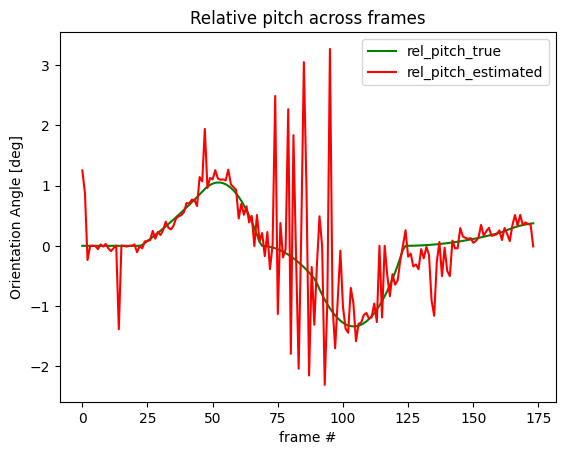 Relative pitch across frames
rel_pitch_true
rel_pitch_estimated
Orientation Angle [deg]
3
2
1
0
−1
−2
0 25 50 75 100 125 150 175
frame #